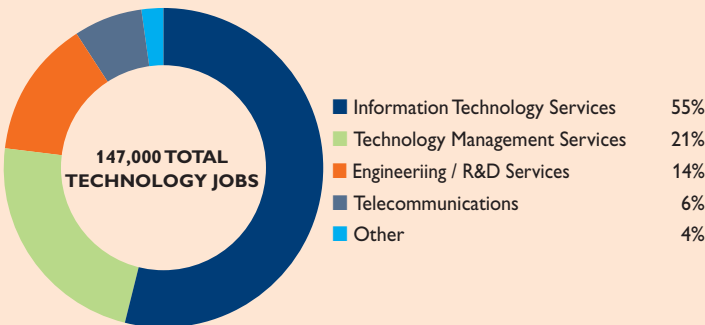 147,000 TOTAL
TECHNOLOGY JOBS
Information Technology Services 55%
Technology Management Services 21%
Engineeriing / R&D Services 14%
Telecommunications 6%
Other 4%